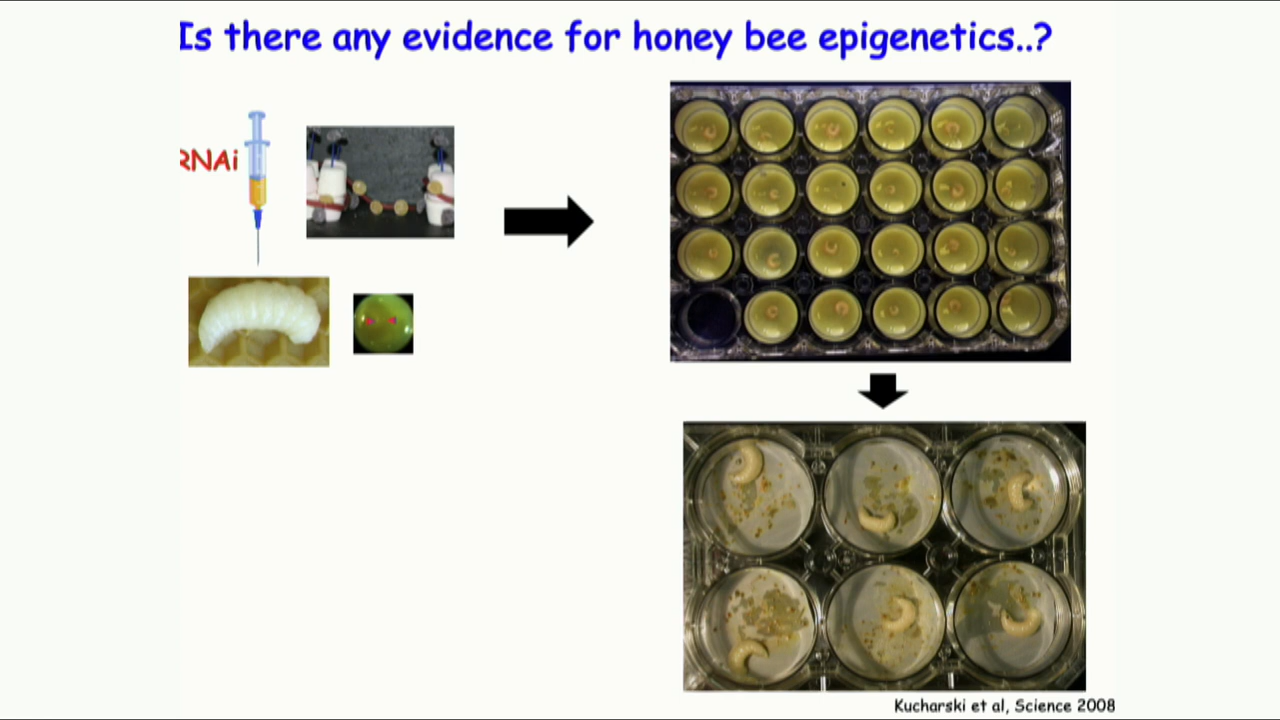 Is there any evidence for honey bee epigenetics..?
RNAi
Kucharski et al, Science 2008